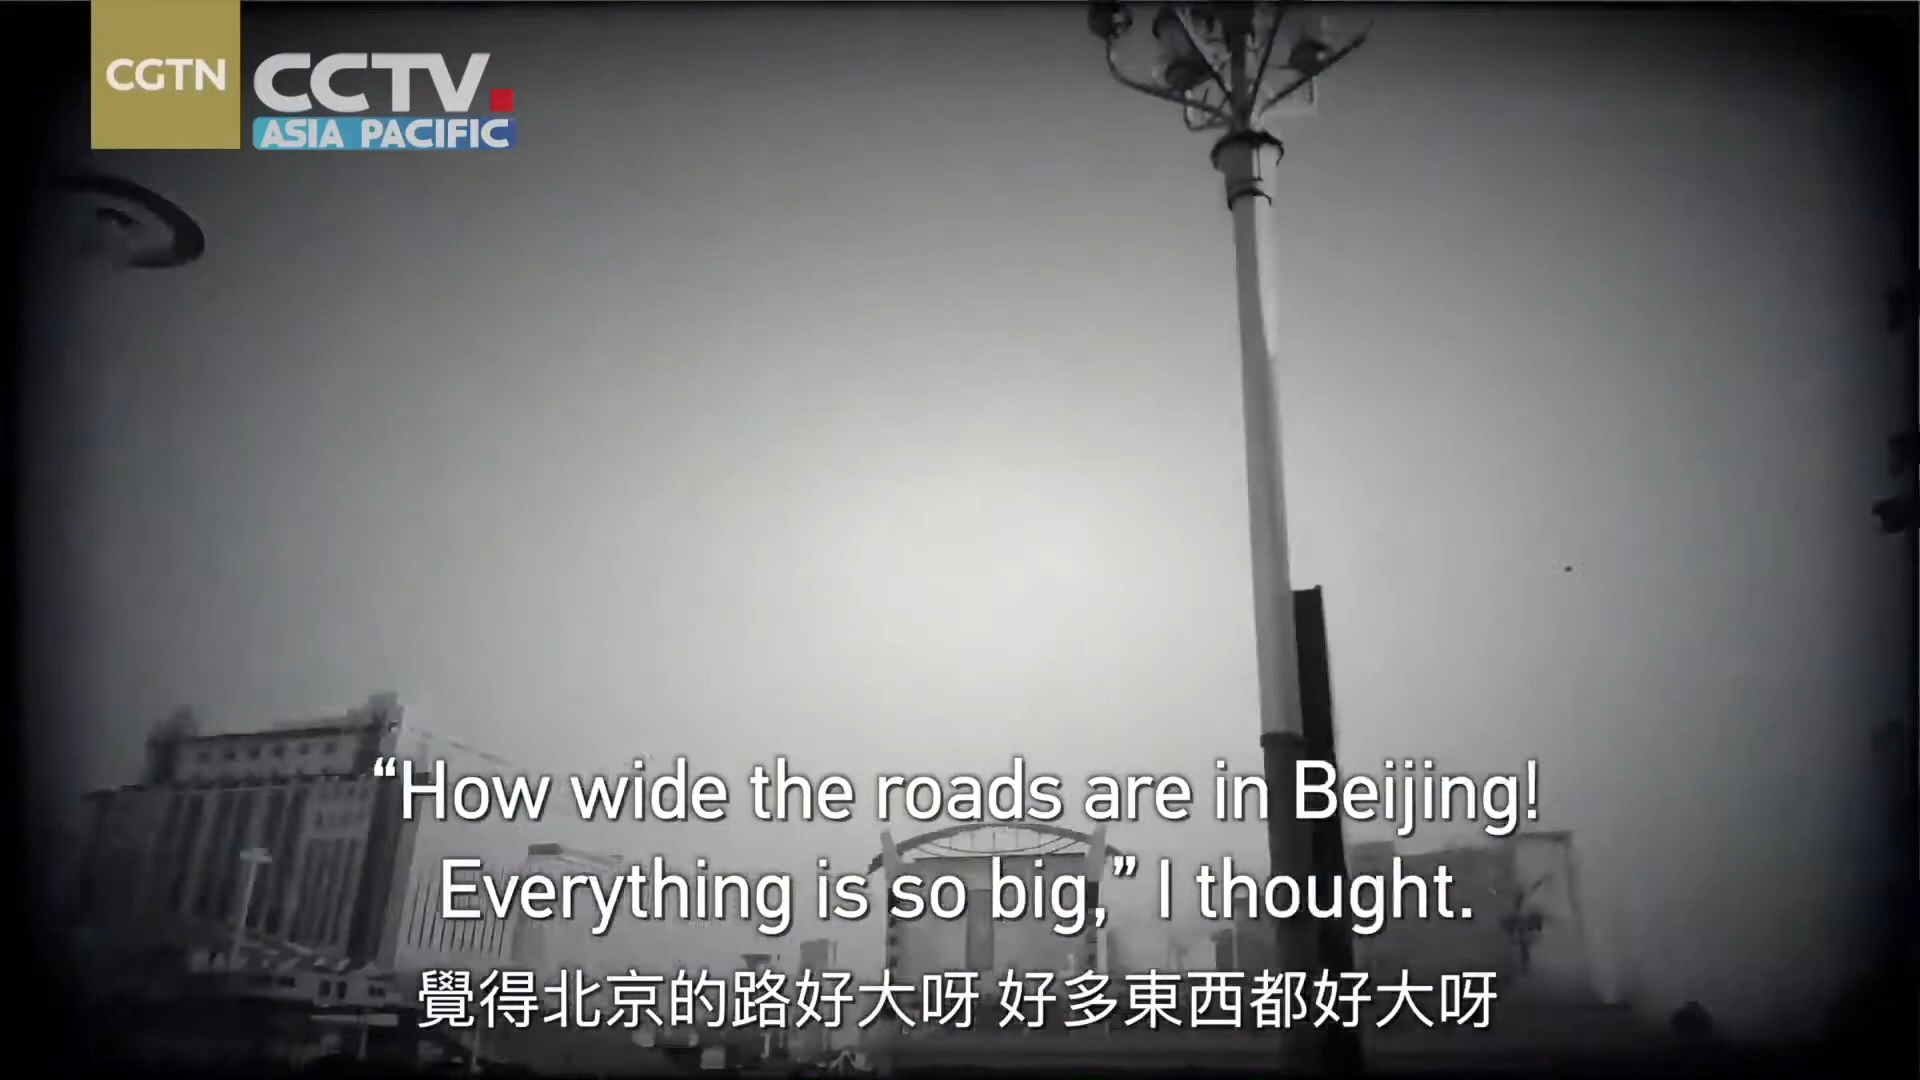 CGTN
CCTV.
ASIA PACIFIC
“How wide the roads are in Beijing!
Everything is so big,” I thought.
覺得北京的路好大呀 好多東西都好大呀